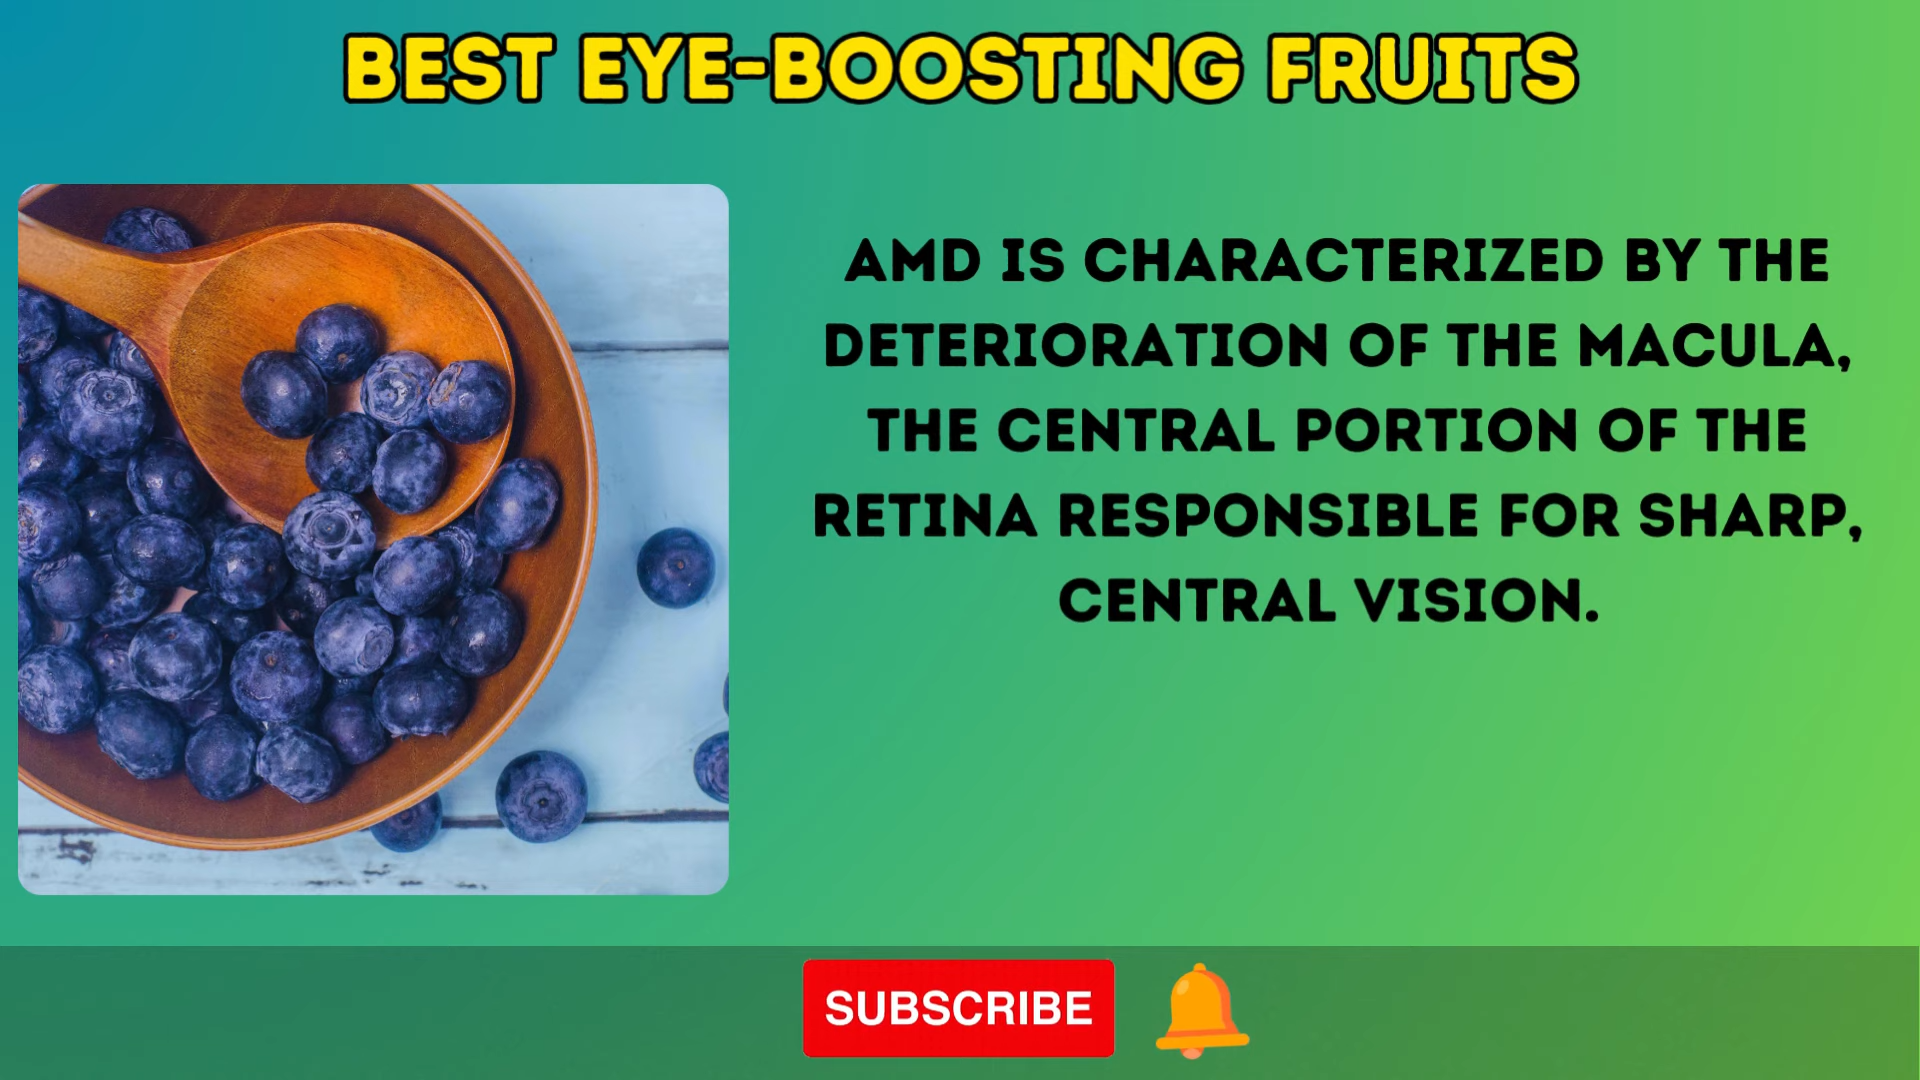 BEST EYE-BOOSTING FRUITS
AMD IS CHARACTERIZED BY THE
DETERIORATION OF THE MACULA,
THE CENTRAL PORTION OF THE
RETINA RESPONSIBLE FOR SHARP,
CENTRAL VISION.
SUBSCRIBE